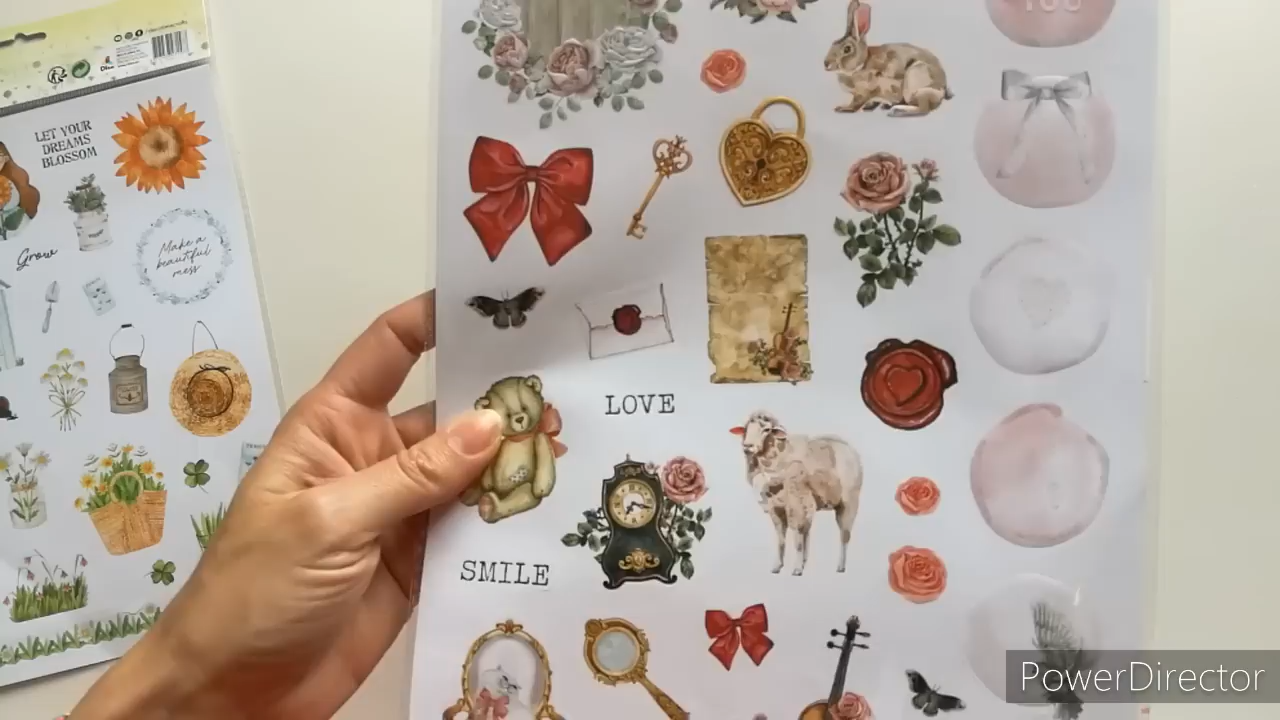 LET YOUR
DREAMS
BLOSSOM
Grow
Make a
beautiful
mess
LOVE
SMILE
PowerDirector